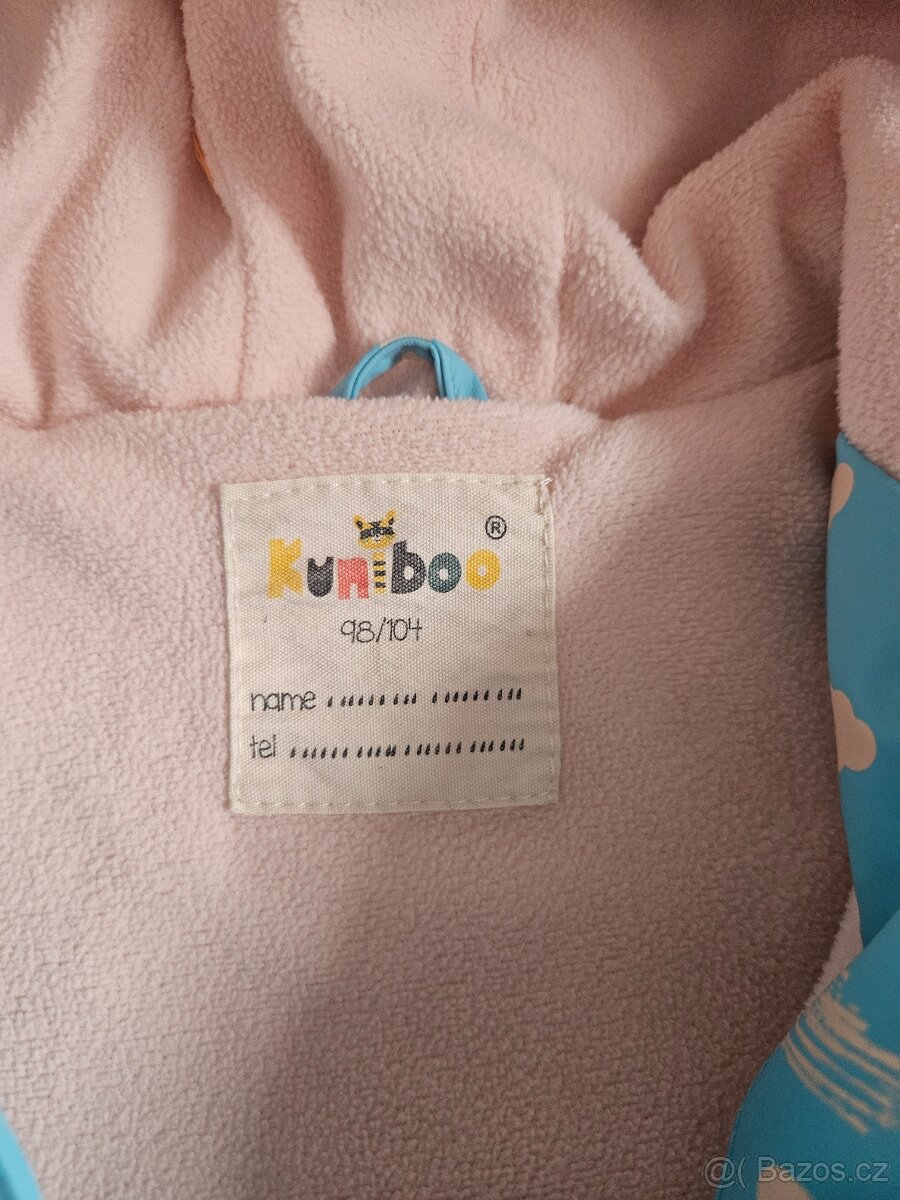 Kuniboo ®
98/104
name ......... .........
tel ...... ...... ...... ......
@( Bazos.cz